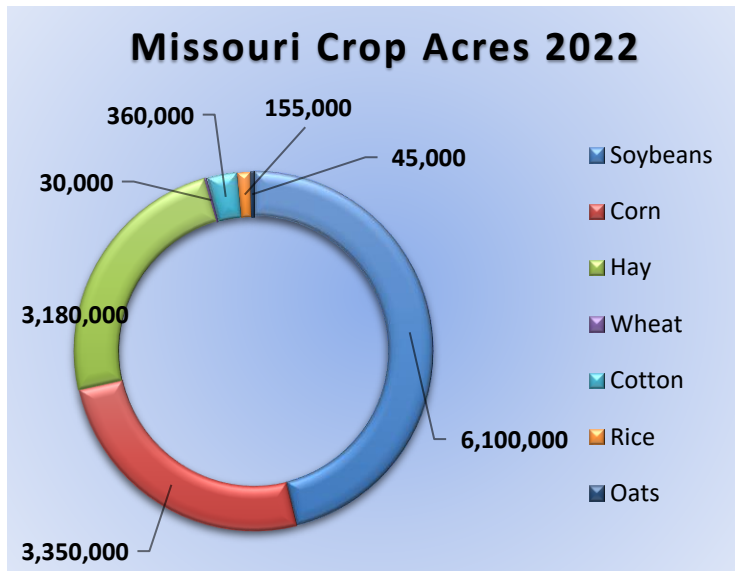 Missouri Crop Acres 2022
360,000
155,000
30,000
45,000
3,180,000
6,100,000
3,350,000
Soybeans
Corn
Hay
Wheat
Cotton
Rice
Oats